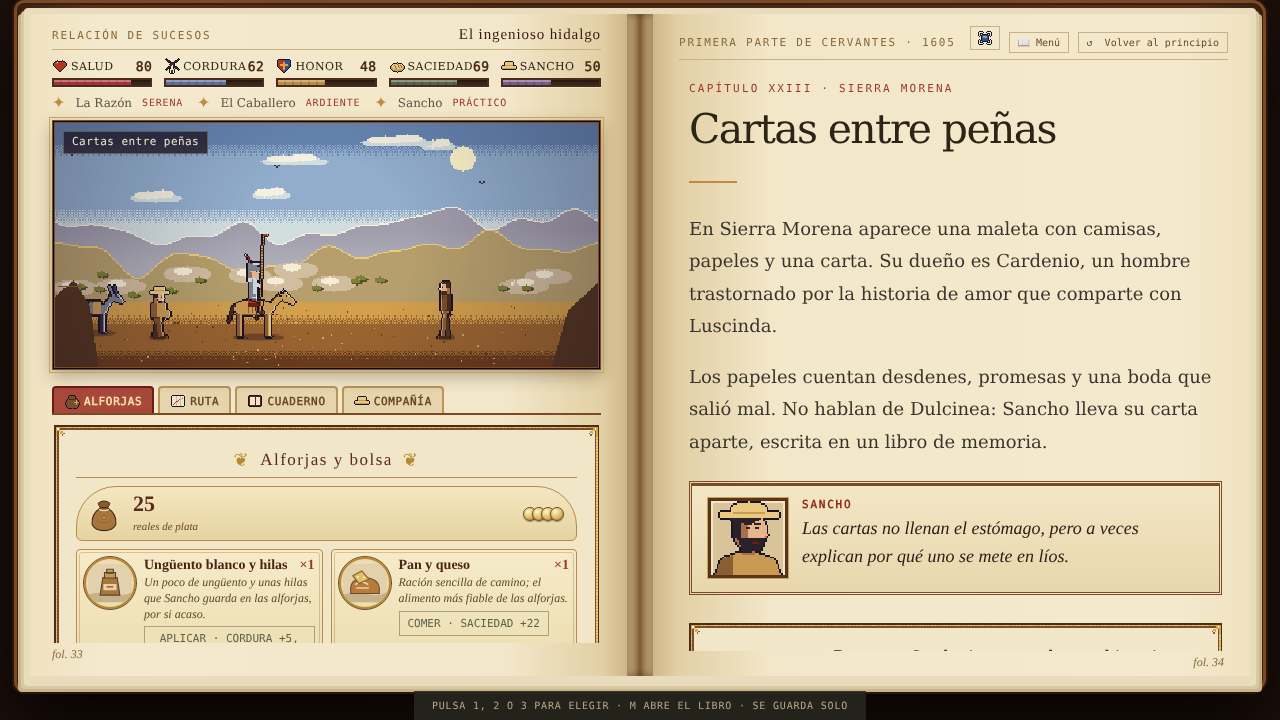 RELACIÓN DE SUCESOS
El ingenioso hidalgo
SALUD 80
CORDURA 62
HONOR 48
SACIEDAD 69
SANCHO 50
La Razón SERENA
El Caballero ARDIENTE
Sancho PRÁCTICO
Cartas entre peñas
ALFORJAS
RUTA
CUADERNO
COMPAÑÍA
Alforjas y bolsa
25
reales de plata
Ungüento blanco y hilas ×1
Un poco de ungüento y unas hilas
que Sancho guarda en las alforjas,
por si acaso.
APLICAR · CORDURA +5,
Pan y queso ×1
Ración sencilla de camino; el
alimento más fiable de las alforjas.
COMER · SACIEDAD +22
fol. 33
PRIMERA PARTE DE CERVANTES · 1605
Menú
↺ Volver al principio
CAPÍTULO XXIII · SIERRA MORENA
Cartas entre peñas
En Sierra Morena aparece una maleta con camisas,
papeles y una carta. Su dueño es Cardenio, un hombre
trastornado por la historia de amor que comparte con
Luscinda.
Los papeles cuentan desdenes, promesas y una boda que
salió mal. No hablan de Dulcinea: Sancho lleva su carta
aparte, escrita en un libro de memoria.
SANCHO
Las cartas no llenan el estómago, pero a veces
explican por qué uno se mete en líos.
fol. 34
PULSA 1, 2 O 3 PARA ELEGIR · M ABRE EL LIBRO · SE GUARDA SOLO